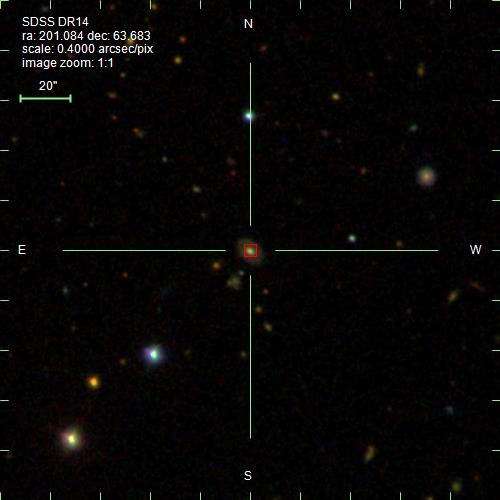 SDSS DR14
ra: 201.084 dec: 63.683
scale: 0.4000 arcsec/pix
image zoom: 1:1
20"
N
E
W
S